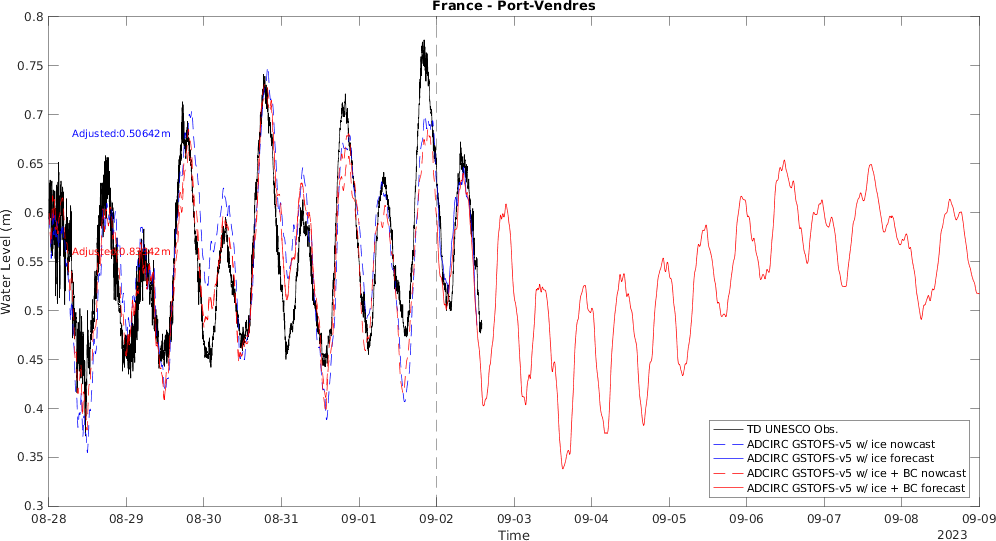 France - Port-Vendres
Water Level (m)
0.8
0.75
0.7
0.65
0.6
0.55
0.5
0.45
0.4
0.35
0.3
Adjusted:0.50642m
TD UNESCO Obs.
ADCIRC GSTOFS-v5 w/ ice nowcast
ADCIRC GSTOFS-v5 w/ ice forecast
ADCIRC GSTOFS-v5 w/ ice + BC nowcast
ADCIRC GSTOFS-v5 w/ ice + BC forecast
08-28
08-29
08-30
08-31
09-01
09-02
09-03
09-04
09-05
09-06
09-07
09-08
09-09
Time
2023